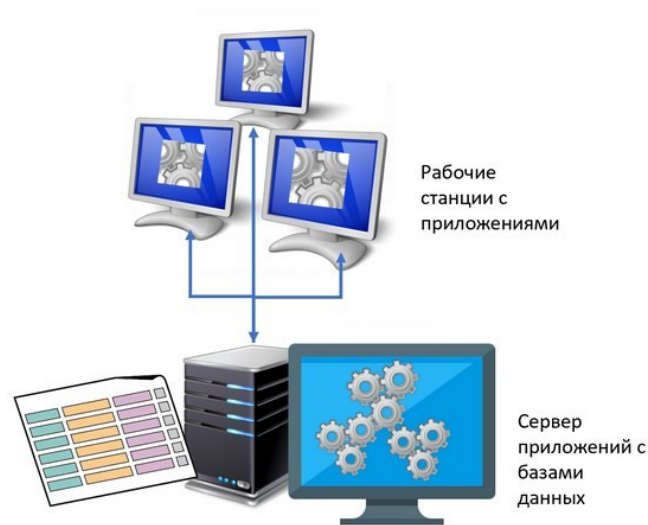 Рабочие
станции с
приложениями
Сервер
приложений с
базами
данных